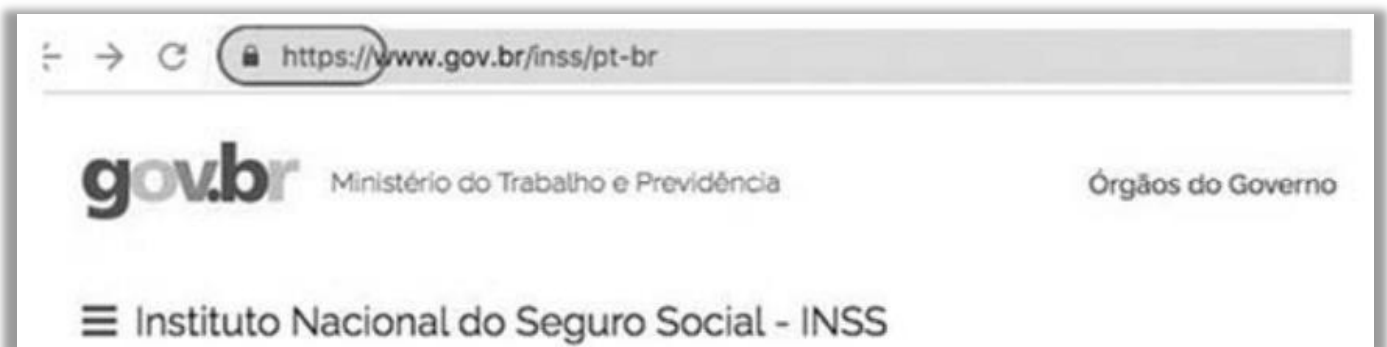 https://www.gov.br/inss/pt-br
gov.br Ministério do Trabalho e Previdência Órgãos do Governo
Instituto Nacional do Seguro Social - INSS